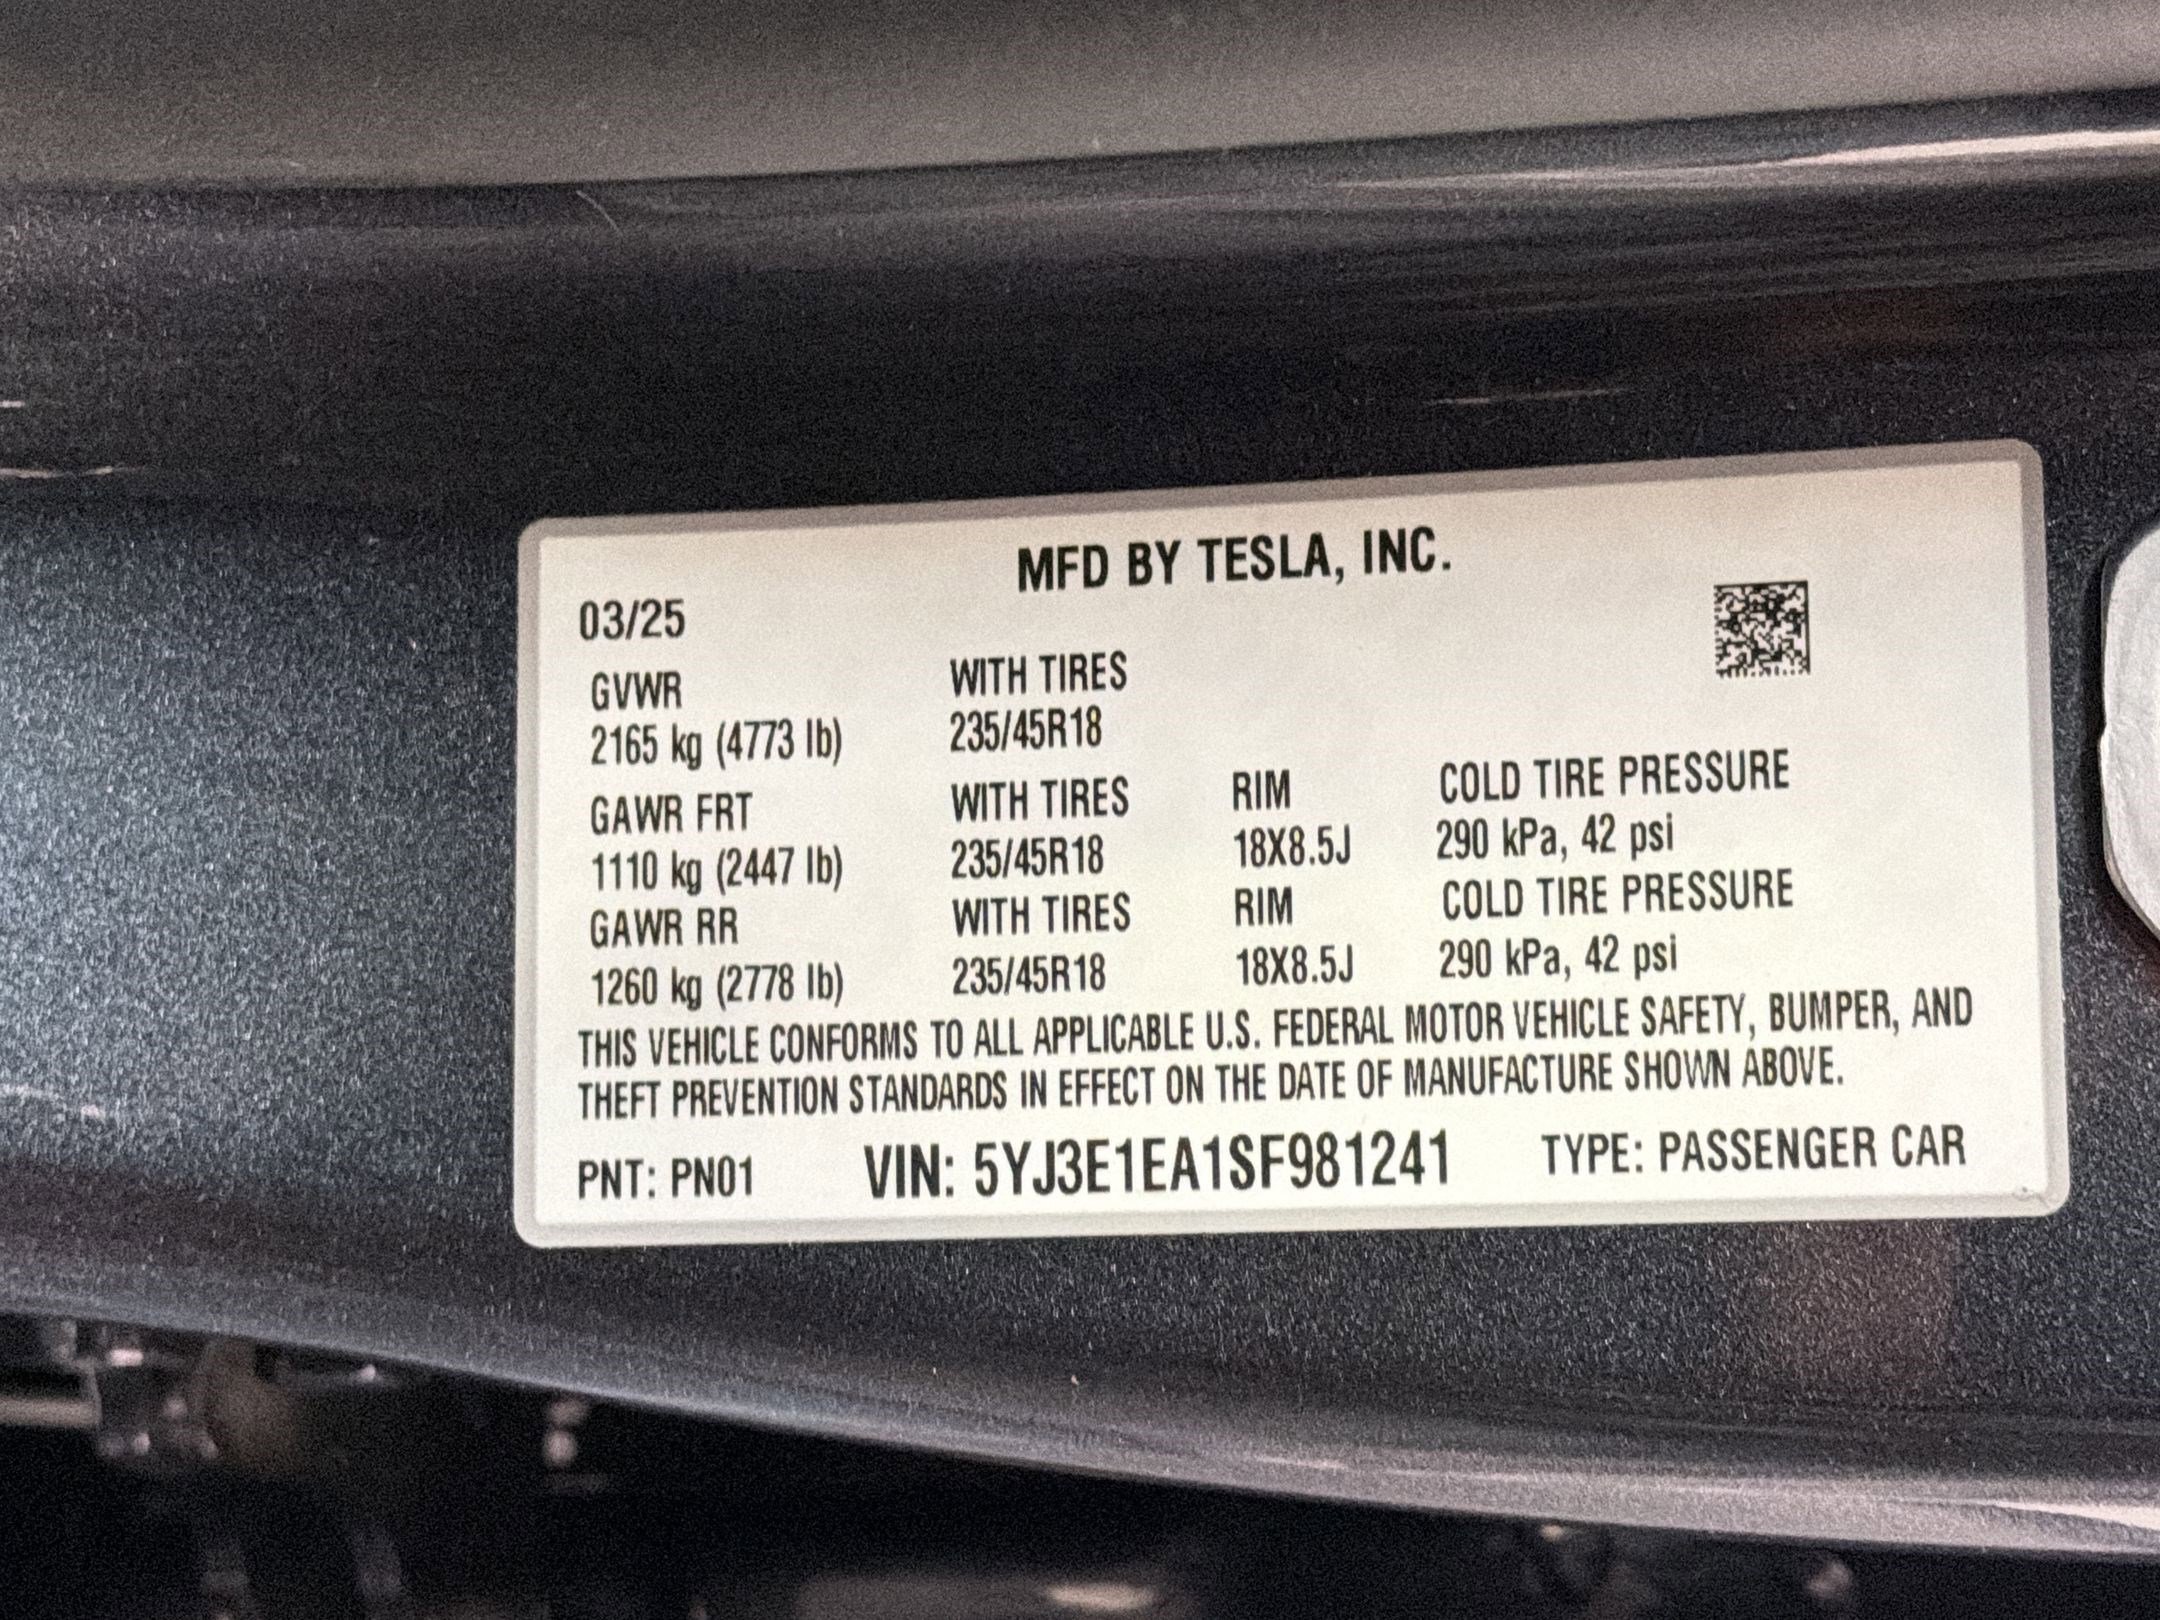 MFD BY TESLA, INC.
03/25
GVWR WITH TIRES
2165 kg (4773 lb) 235/45R18
GAWR FRT WITH TIRES RIM COLD TIRE PRESSURE
1110 kg (2447 lb) 235/45R18 18X8.5J 290 kPa, 42 psi
GAWR RR WITH TIRES RIM COLD TIRE PRESSURE
1260 kg (2778 lb) 235/45R18 18X8.5J 290 kPa, 42 psi
THIS VEHICLE CONFORMS TO ALL APPLICABLE U.S. FEDERAL MOTOR VEHICLE SAFETY, BUMPER, AND
THEFT PREVENTION STANDARDS IN EFFECT ON THE DATE OF MANUFACTURE SHOWN ABOVE.
PNT: PN01 VIN: 5YJ3E1EA1SF981241 TYPE: PASSENGER CAR